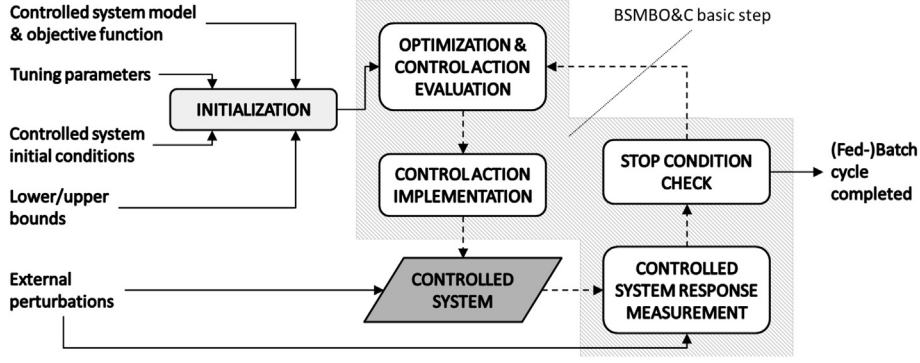 Controlled system model
& objective function
Tuning parameters
Controlled system
initial conditions
Lower/upper
bounds
External
perturbations
INITIALIZATION
OPTIMIZATION &
CONTROL ACTION
EVALUATION
CONTROL ACTION
IMPLEMENTATION
CONTROLLED
SYSTEM
BSMBO&C basic step
STOP CONDITION
CHECK
CONTROLLED
SYSTEM RESPONSE
MEASUREMENT
(Fed-)Batch
cycle
completed